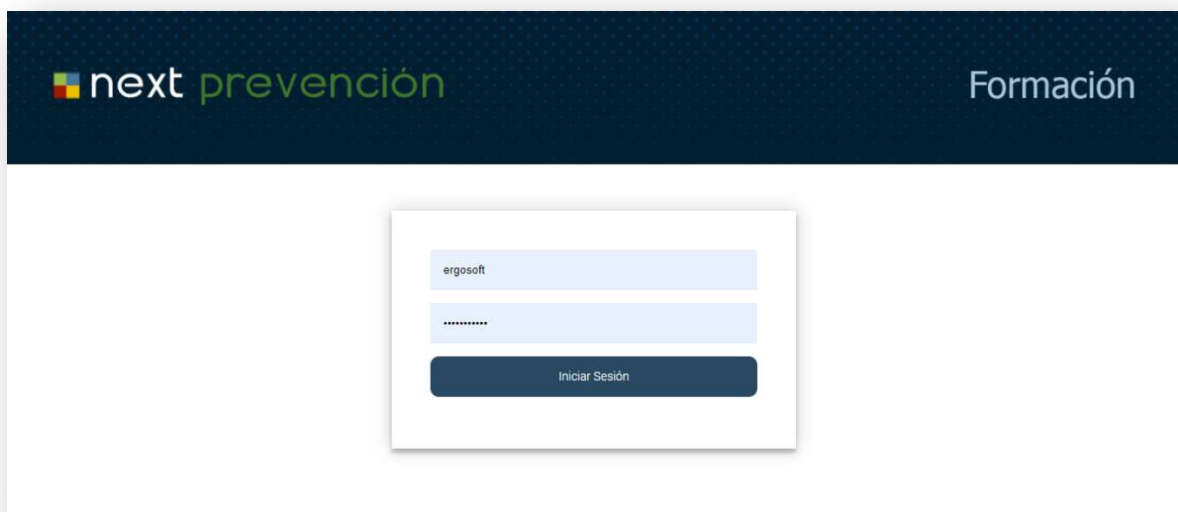 next prevención
Formación
ergosoft
•••••••••••
Iniciar Sesión